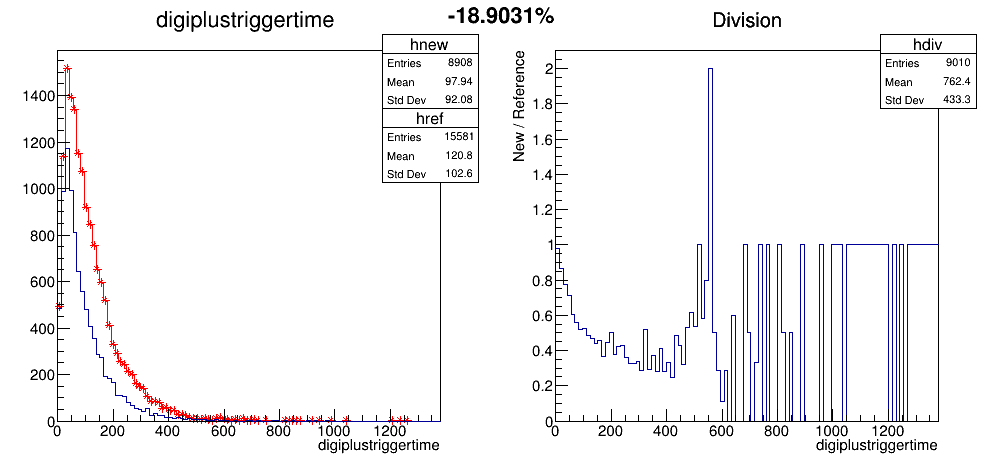 -18.9031%
digiplustriggertime
hnew
Entries 8908
Mean 97.94
Std Dev 92.08
href
Entries 15581
Mean 120.8
Std Dev 102.6
1400
1200
1000
800
600
400
200
0
0 200 400 600 800 1000 1200
digiplustriggertime
Division
hdiv
Entries 9010
Mean 762.4
Std Dev 433.3
New / Reference
2
1.8
1.6
1.4
1.2
1
0.8
0.6
0.4
0.2
0
0 200 400 600 800 1000 1200
digiplustriggertime